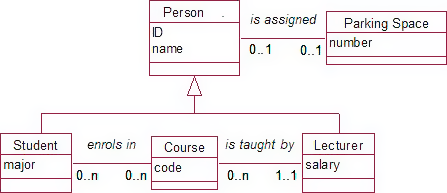 Person .
is assigned
Parking Space
ID
name
number
0..1
0..1
Student
enrols in
Course
is taught by
Lecturer
major
code
salary
0..n
0..n
0..n
1..1